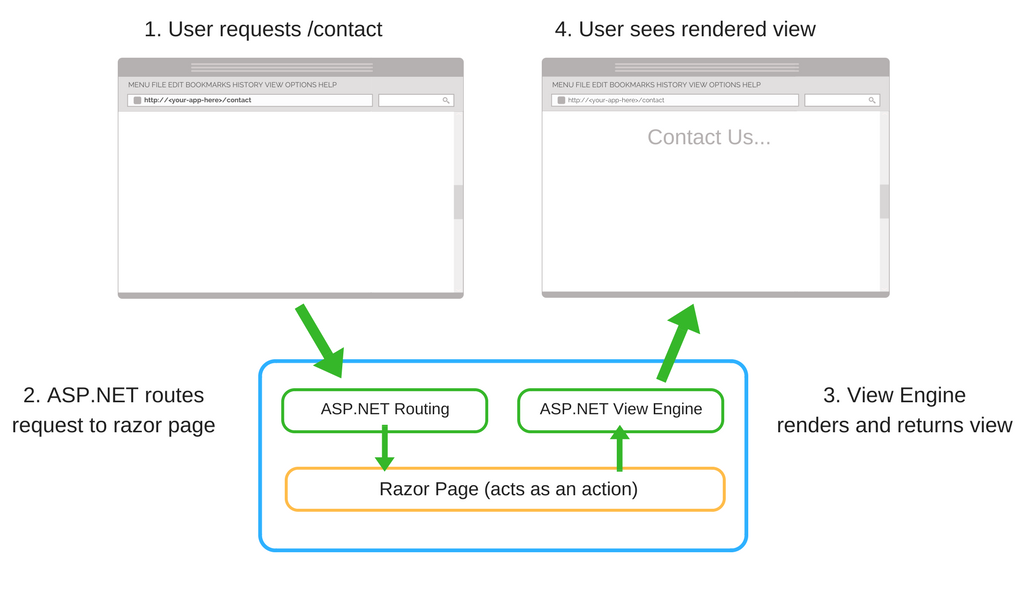 1. User requests /contact
4. User sees rendered view
MENU FILE EDIT BOOKMARKS HISTORY VIEW OPTIONS HELP
http://<your-app-here>/contact
MENU FILE EDIT BOOKMARKS HISTORY VIEW OPTIONS HELP
http://<your-app-here>/contact
Contact Us...
2. ASP.NET routes
request to razor page
ASP.NET Routing
ASP.NET View Engine
Razor Page (acts as an action)
3. View Engine
renders and returns view